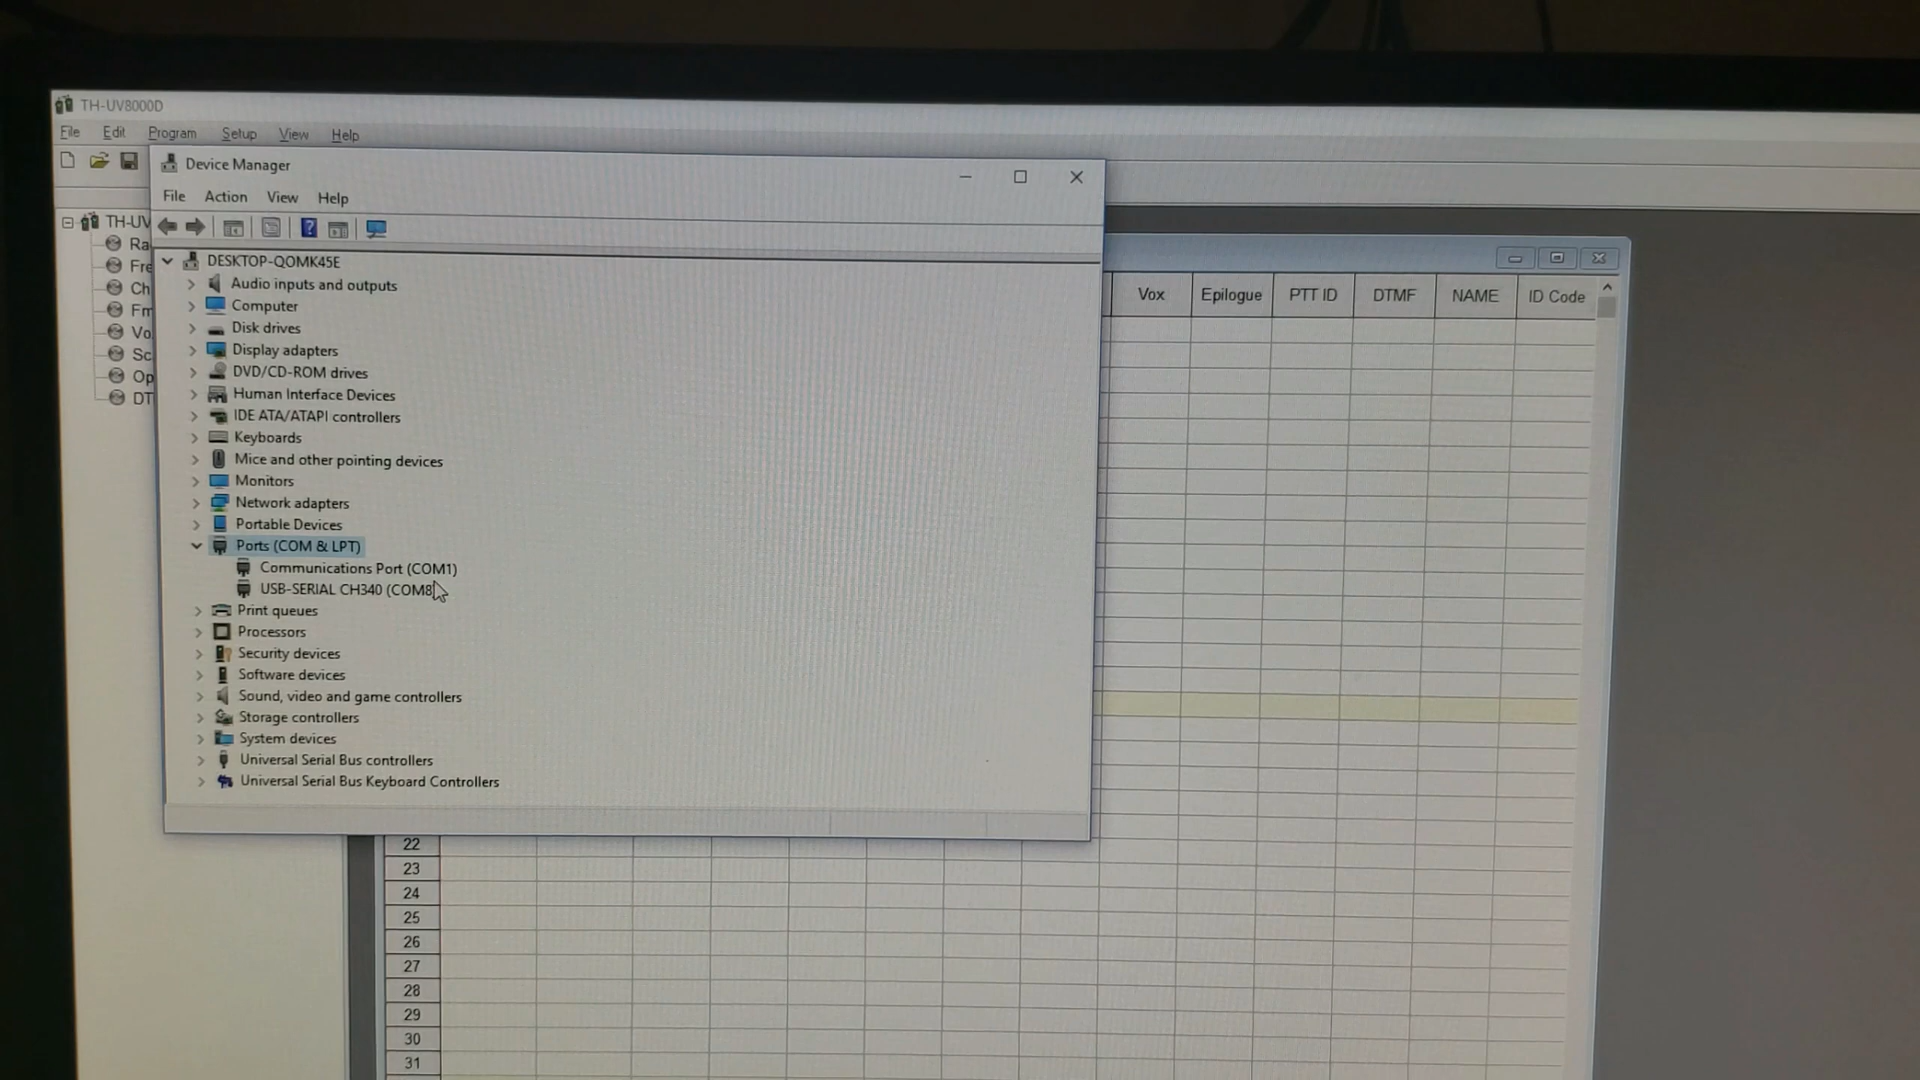 TH-UV8000D
File Edit Program Setup View Help
Device Manager
File Action View Help
TH-UV
Ra
Fre
Ch
Fm
Vo
Sc
Op
DT
DESKTOP-QOMK45E
Audio inputs and outputs
Computer
Disk drives
Display adapters
DVD/CD-ROM drives
Human Interface Devices
IDE ATA/ATAPI controllers
Keyboards
Mice and other pointing devices
Monitors
Network adapters
Portable Devices
Ports (COM & LPT)
Communications Port (COM1)
USB-SERIAL CH340 (COM8
Print queues
Processors
Security devices
Software devices
Sound, video and game controllers
Storage controllers
System devices
Universal Serial Bus controllers
Universal Serial Bus Keyboard Controllers
Vox Epilogue PTT ID DTMF NAME ID Code
22
23
24
25
26
27
28
29
30
31